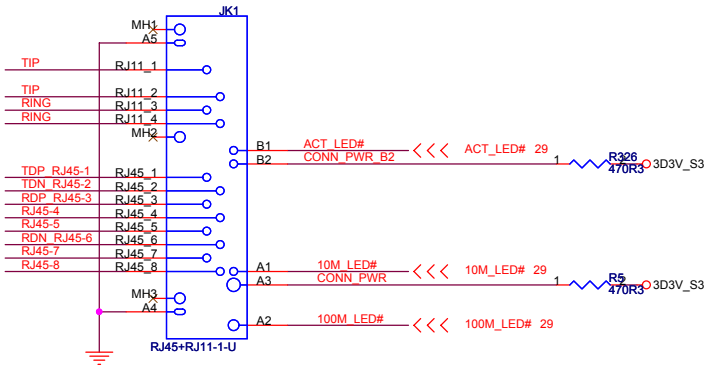 JK1
MH1
A5
TIP RJ11_1
TIP RJ11_2
RING RJ11_3
RING RJ11_4
MH2
B1 ACT_LED# ACT_LED# 29
B2 CONN_PWR_B2 1 R326 2 3D3V_S3
470R3
TDP_RJ45-1 RJ45_1
TDN_RJ45-2 RJ45_2
RDP_RJ45-3 RJ45_3
RJ45-4 RJ45_4
RJ45-5 RJ45_5
RDN_RJ45-6 RJ45_6
RJ45-7 RJ45_7
RJ45-8 RJ45_8
A1 10M_LED# 10M_LED# 29
A3 CONN_PWR 1 R5 2 3D3V_S3
470R3
MH3
A4
A2 100M_LED# 100M_LED# 29
RJ45+RJ11-1-U